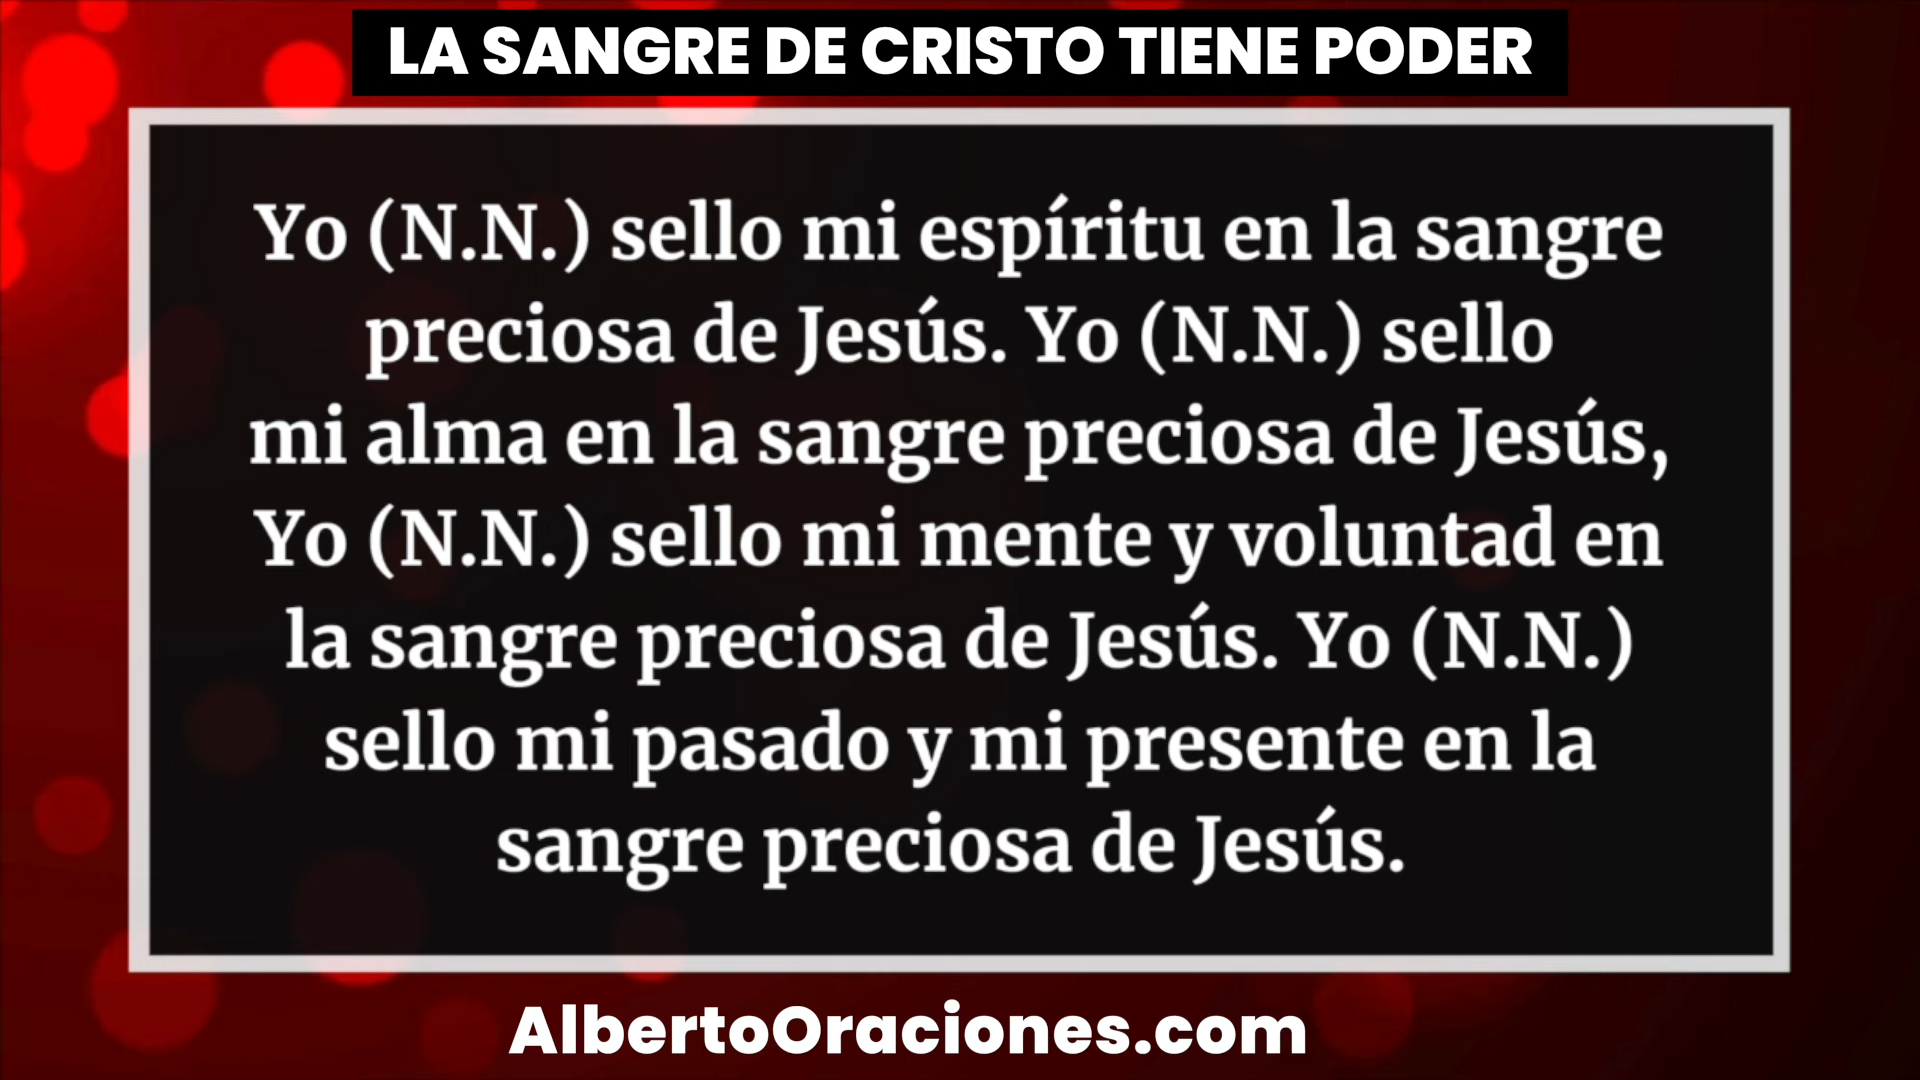 LA SANGRE DE CRISTO TIENE PODER
Yo (N.N.) sello mi espíritu en la sangre
preciosa de Jesús. Yo (N.N.) sello
mi alma en la sangre preciosa de Jesús,
Yo (N.N.) sello mi mente y voluntad en
la sangre preciosa de Jesús. Yo (N.N.)
sello mi pasado y mi presente en la
sangre preciosa de Jesús.
AlbertoOraciones.com